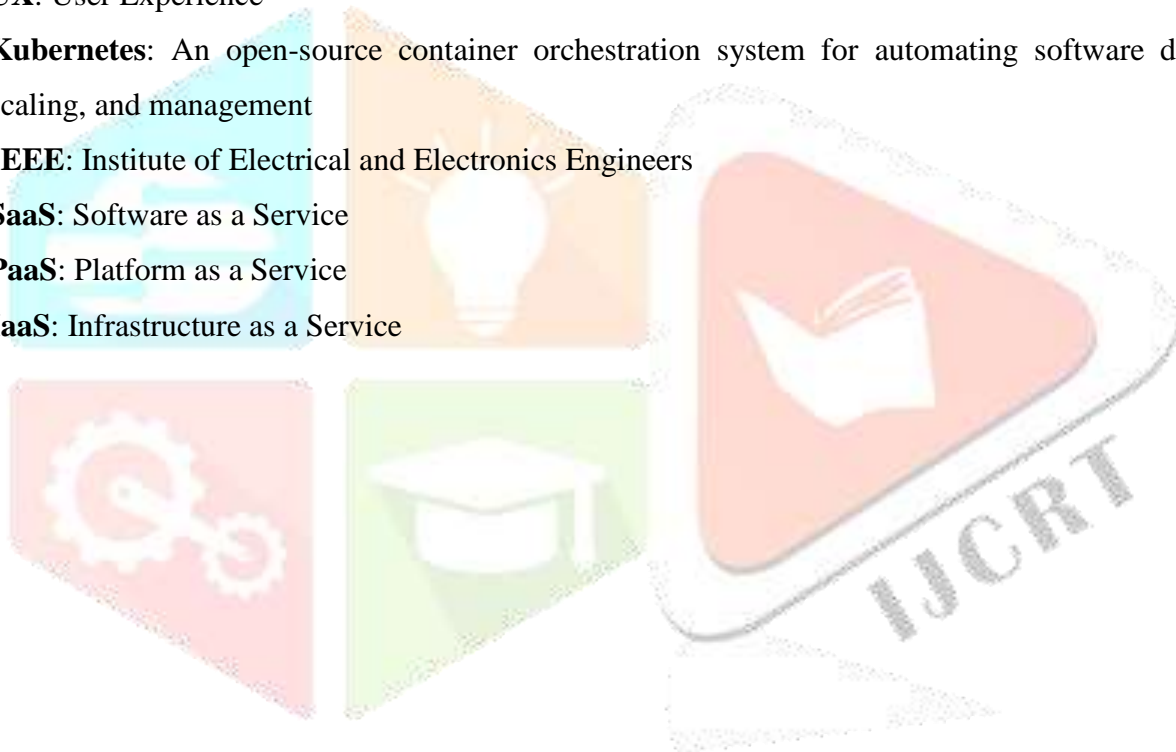 UX: User Experience
Kubernetes: An open-source container orchestration system for automating software d
caling, and management
EEE: Institute of Electrical and Electronics Engineers
SaaS: Software as a Service
PaaS: Platform as a Service
aaS: Infrastructure as a Service
IJCRT